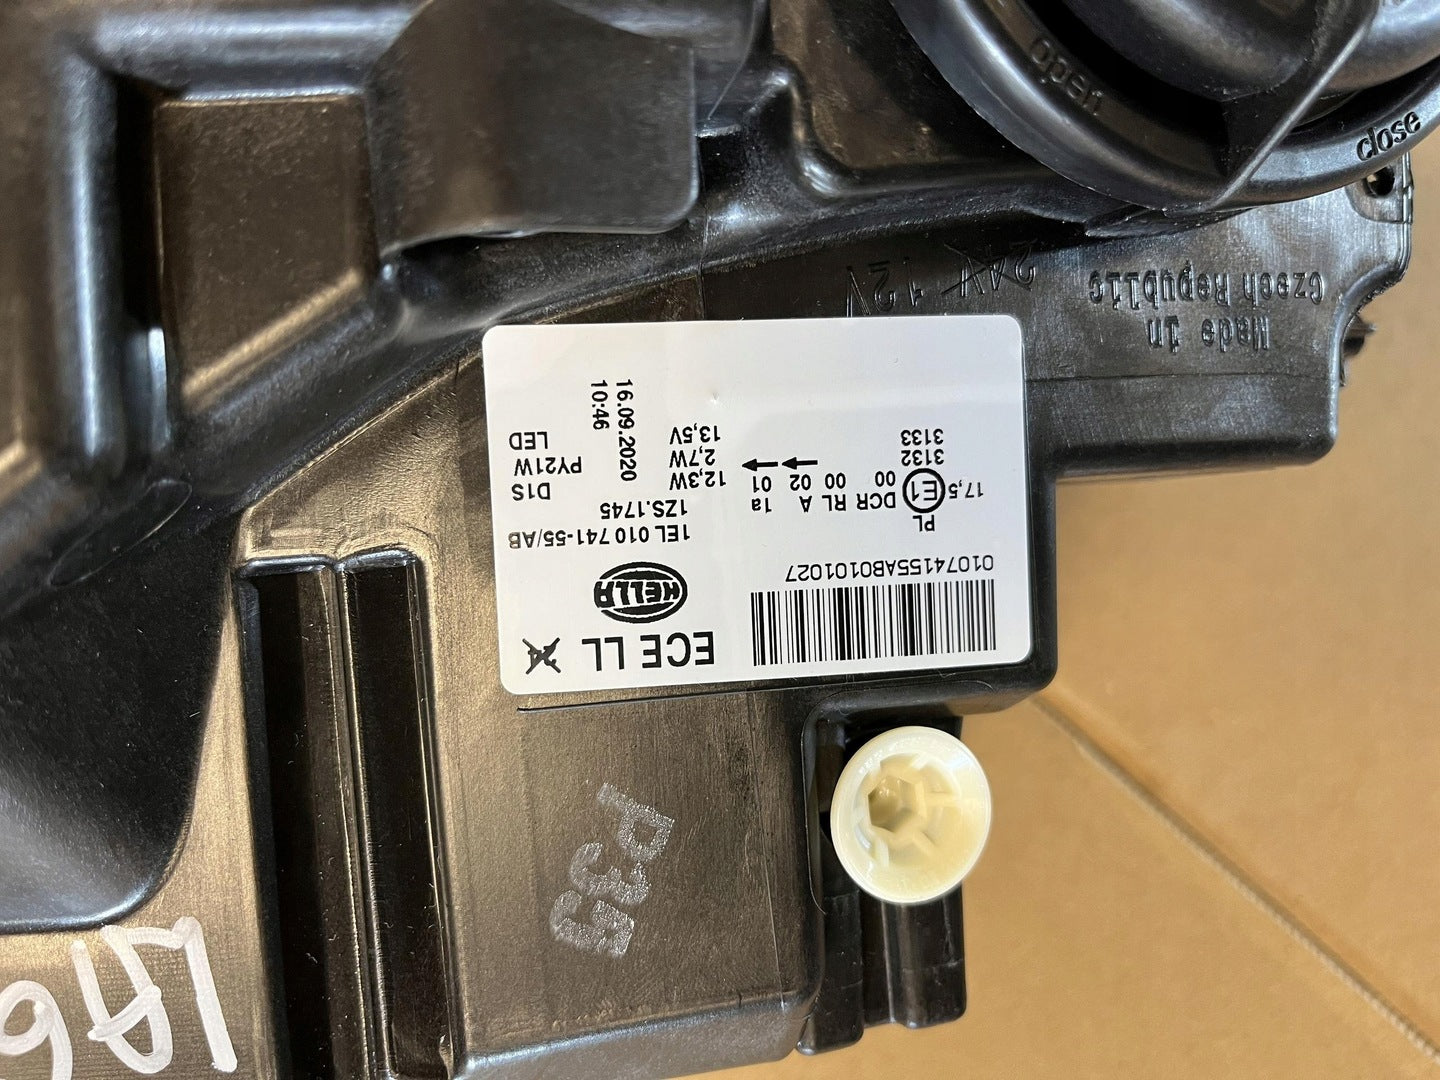 open
close
Made in
Czech Republic
12V 24V
ECE LL
HELLA
1EL 010 741-55/AB
1ZS.1745
D1S 12,3W
PY21W 2,7W
LED 13,5V
16.09.2020
10:46
01074155AB0101027
PL
17,5 E1
DCR RL A 1a
00 00 02 01
3132
3133
P35